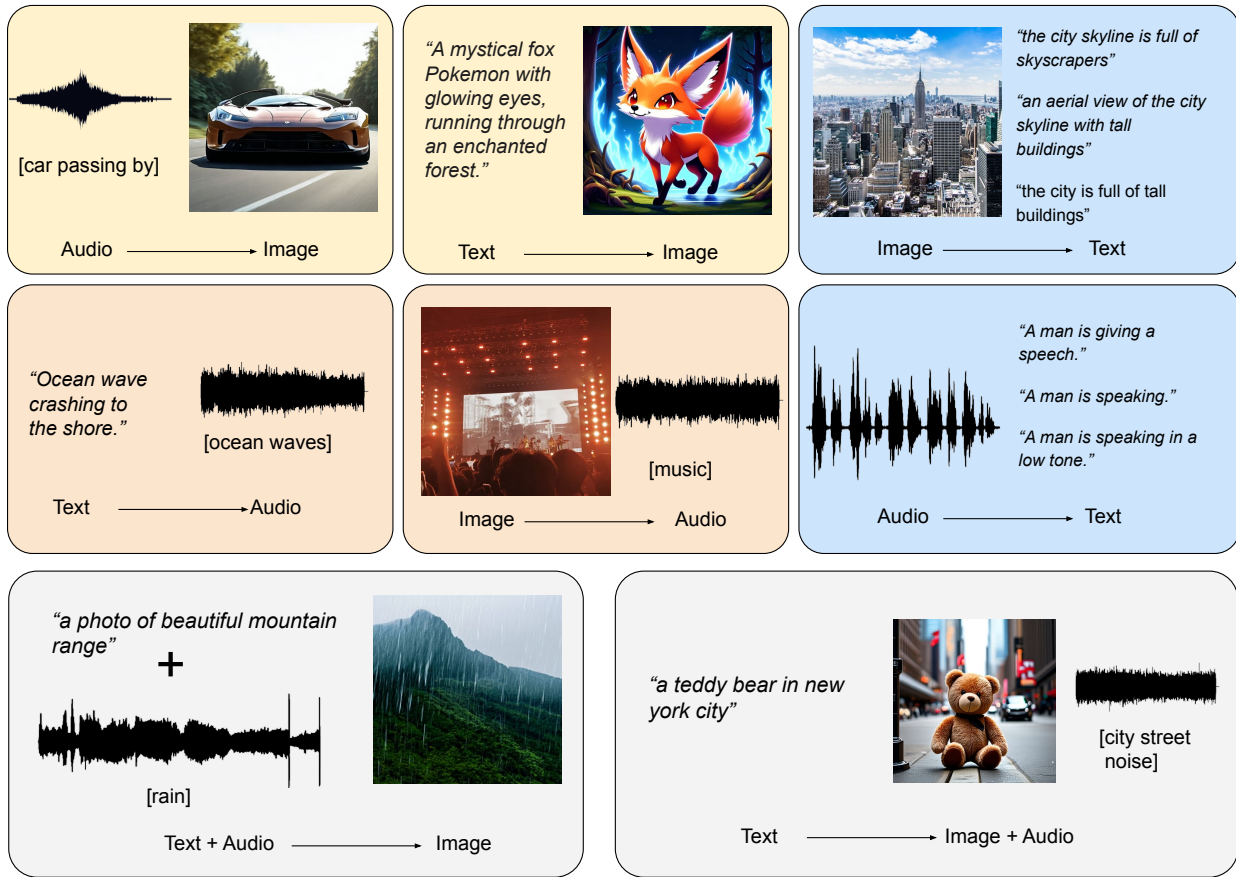 [car passing by]
Audio
Image
“A mystical fox
Pokemon with
glowing eyes,
running through
an enchanted
forest.”
Text
Image
“the city skyline is full of
skyscrapers”
“an aerial view of the city
skyline with tall
buildings”
“the city is full of tall
buildings”
Image
Text
“Ocean wave
crashing to
the shore.”
[ocean waves]
Text
Audio
[music]
Image
Audio
“A man is giving a
speech.”
“A man is speaking.”
“A man is speaking in a
low tone.”
Audio
Text
“a photo of beautiful mountain
range”
+
[rain]
Text + Audio
Image
“a teddy bear in new
york city”
[city street
noise]
Text
Image + Audio